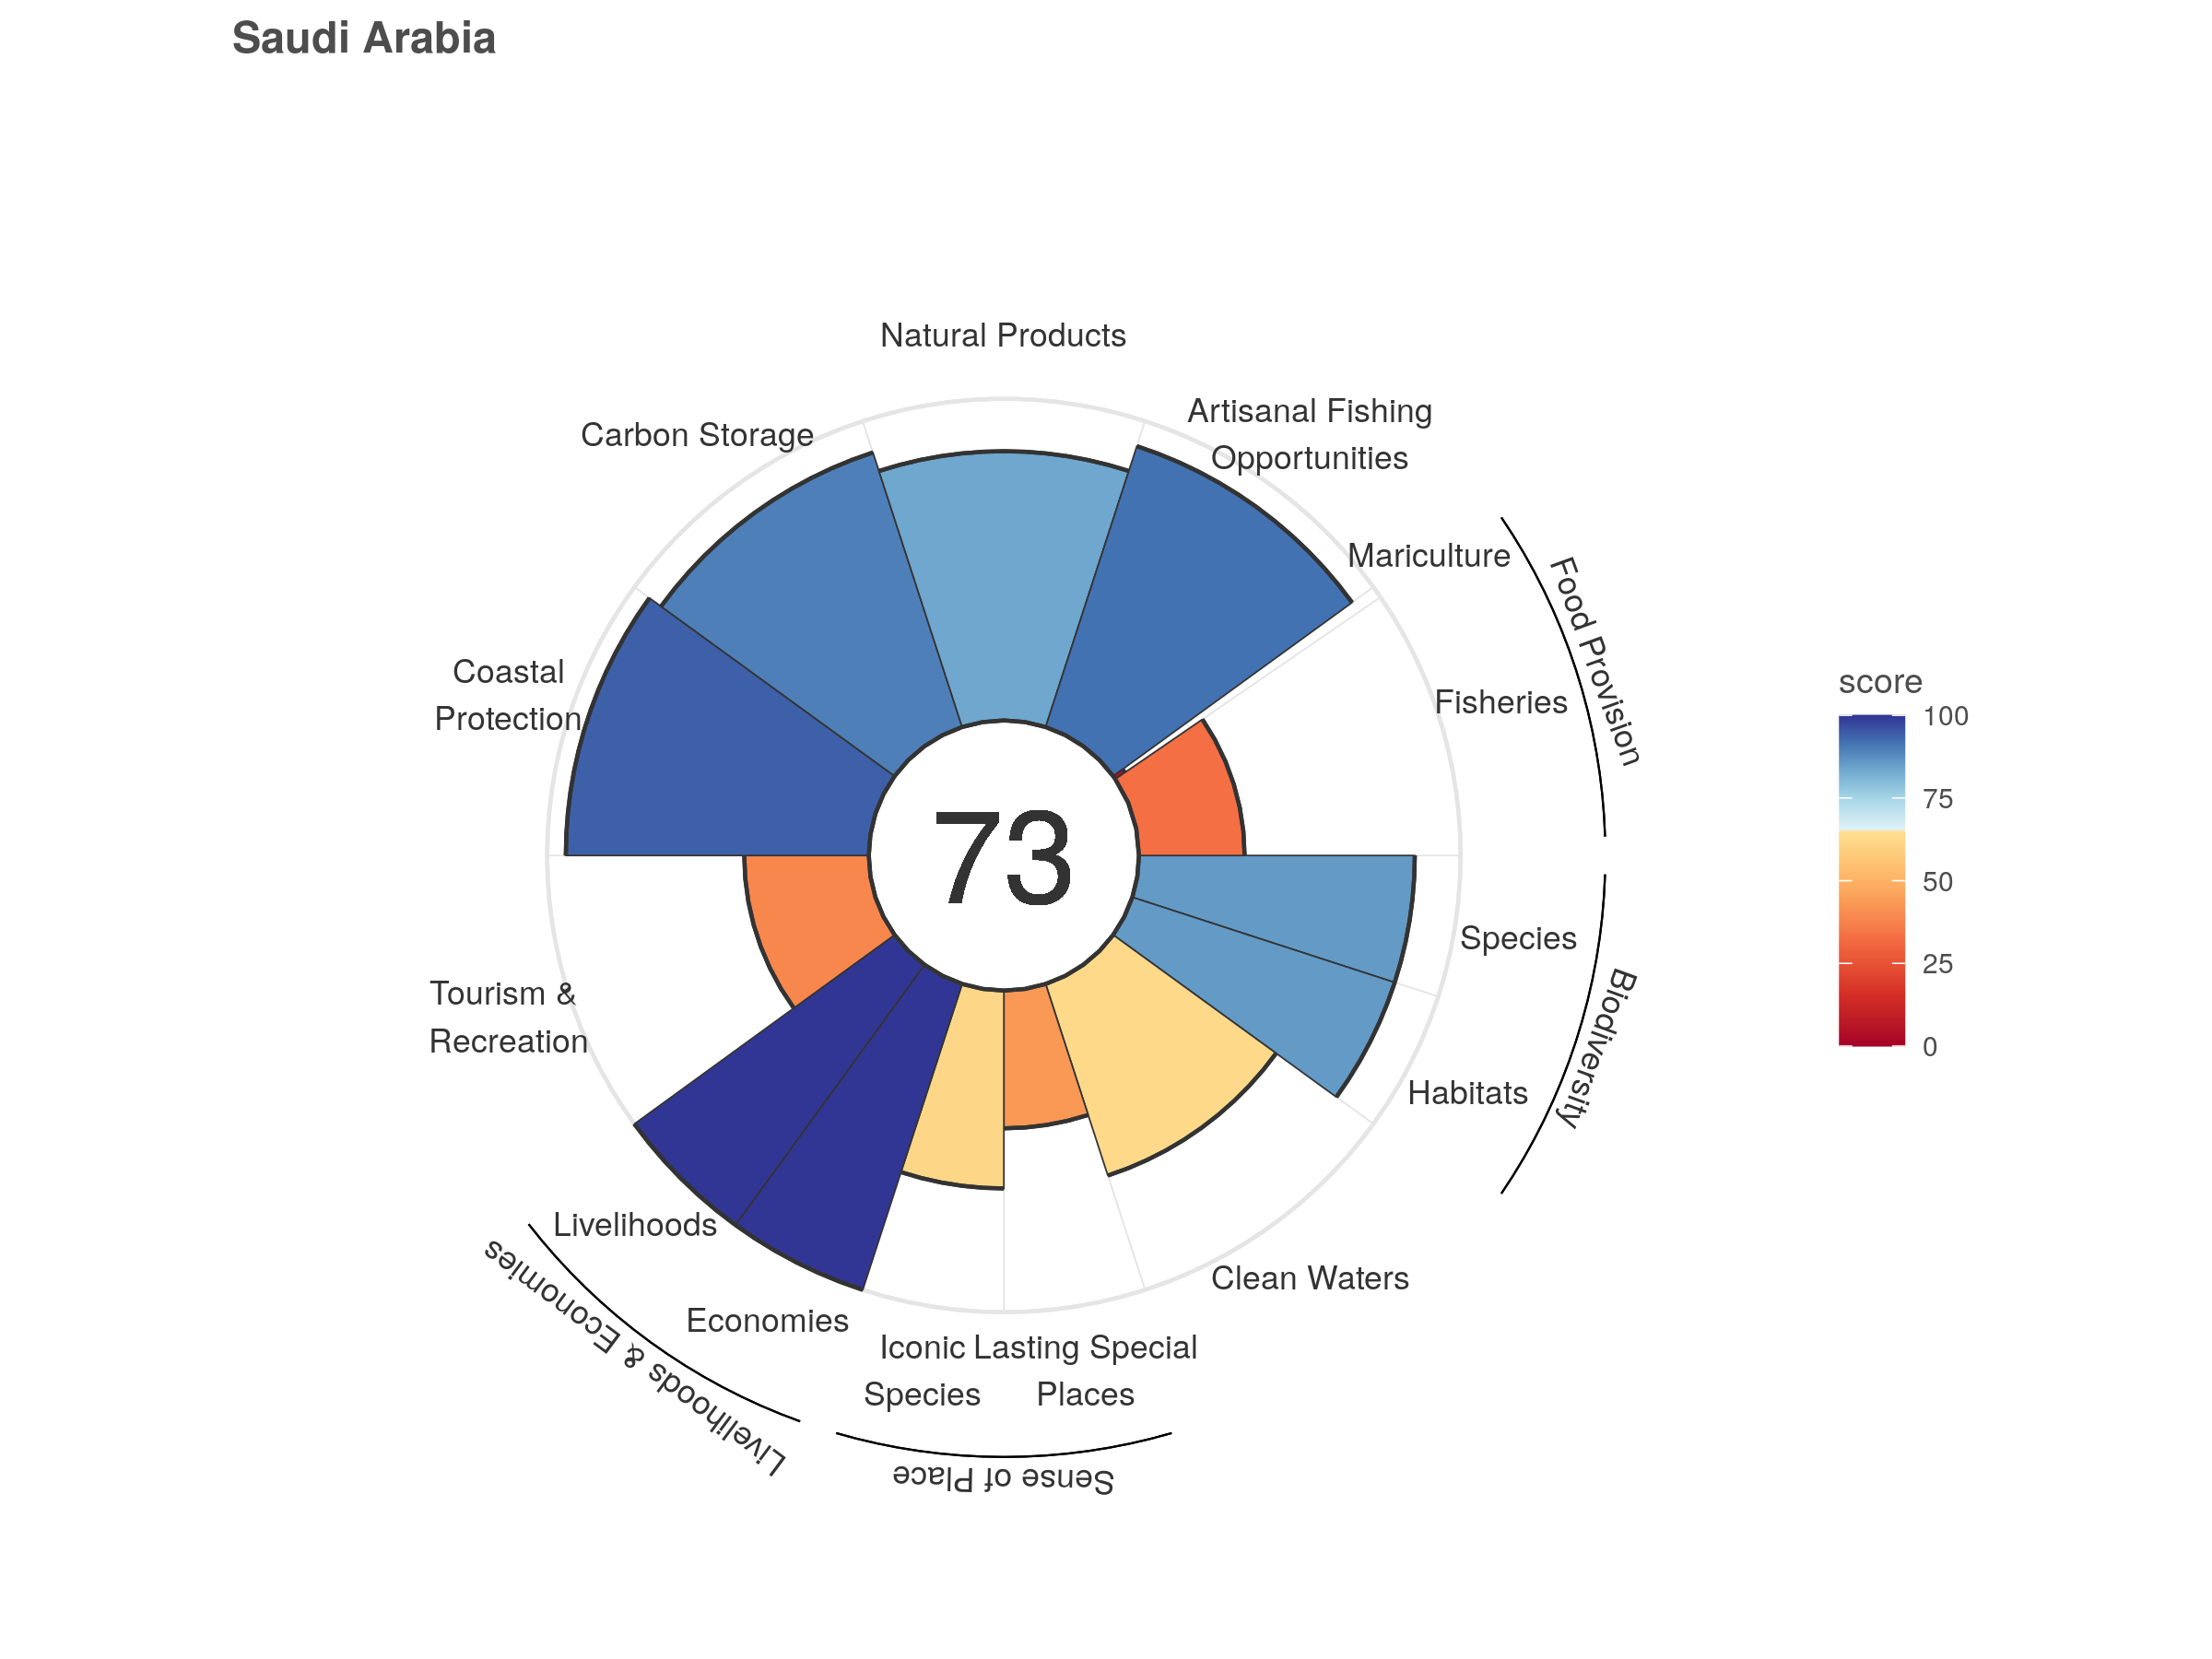 Saudi Arabia
Natural Products
Artisanal Fishing
Opportunities
Carbon Storage
Mariculture
Food Provision
Fisheries
Coastal
Protection
73
Species
Biodiversity
Habitats
Tourism &
Recreation
Livelihoods
Economies
Livelihoods & Economies
Clean Waters
Iconic
Species
Lasting Special
Places
Sense of Place
score
100
75
50
25
0